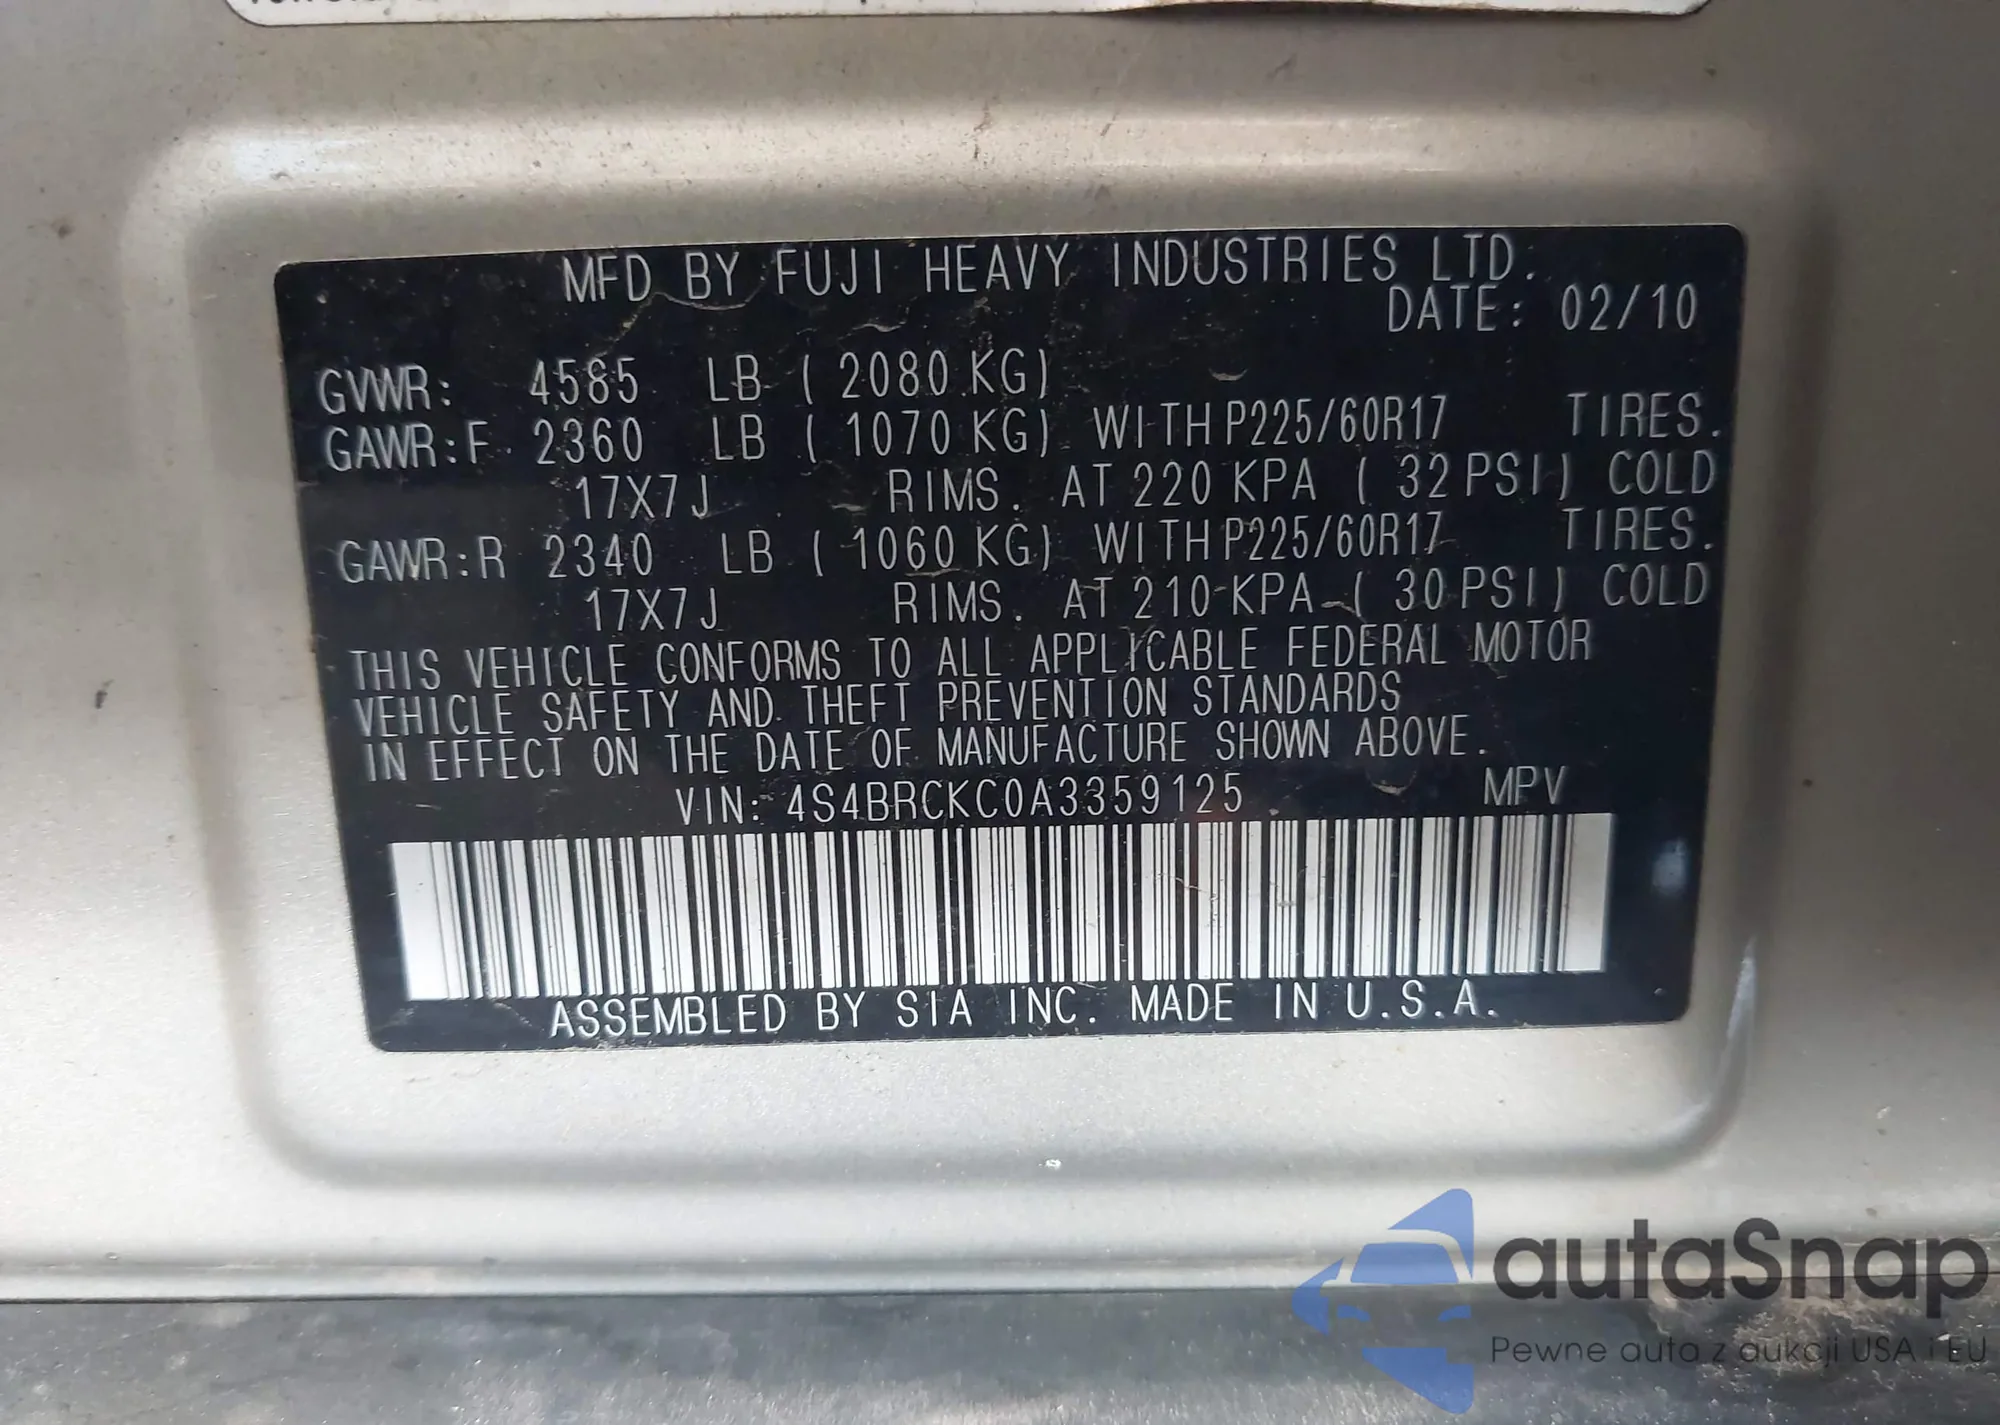 MFD BY FUJI HEAVY INDUSTRIES LTD.
DATE: 02/10
GVWR: 4585 LB ( 2080 KG)
GAWR:F 2360 LB ( 1070 KG) WITH P225/60R17 TIRES.
17X7J RIMS. AT 220 KPA ( 32 PSI) COLD
GAWR:R 2340 LB ( 1060 KG) WITH P225/60R17 TIRES.
17X7J RIMS. AT 210 KPA ( 30 PSI) COLD
THIS VEHICLE CONFORMS TO ALL APPLICABLE FEDERAL MOTOR
VEHICLE SAFETY AND THEFT PREVENTION STANDARDS
IN EFFECT ON THE DATE OF MANUFACTURE SHOWN ABOVE.
VIN: 4S4BRCKC0A3359125 MPV
ASSEMBLED BY SIA INC. MADE IN U.S.A.
autaSnap
Pewne auta z aukcji USA i EU